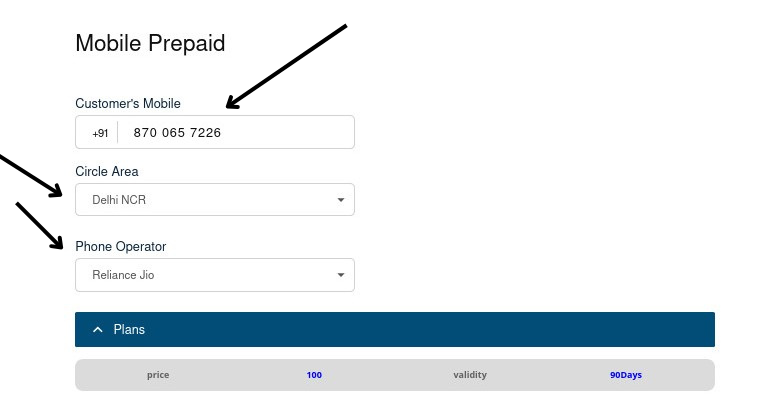 Mobile Prepaid
Customer's Mobile
+91 870 065 7226
Circle Area
Delhi NCR
Phone Operator
Reliance Jio
Plans
price 100 validity 90Days